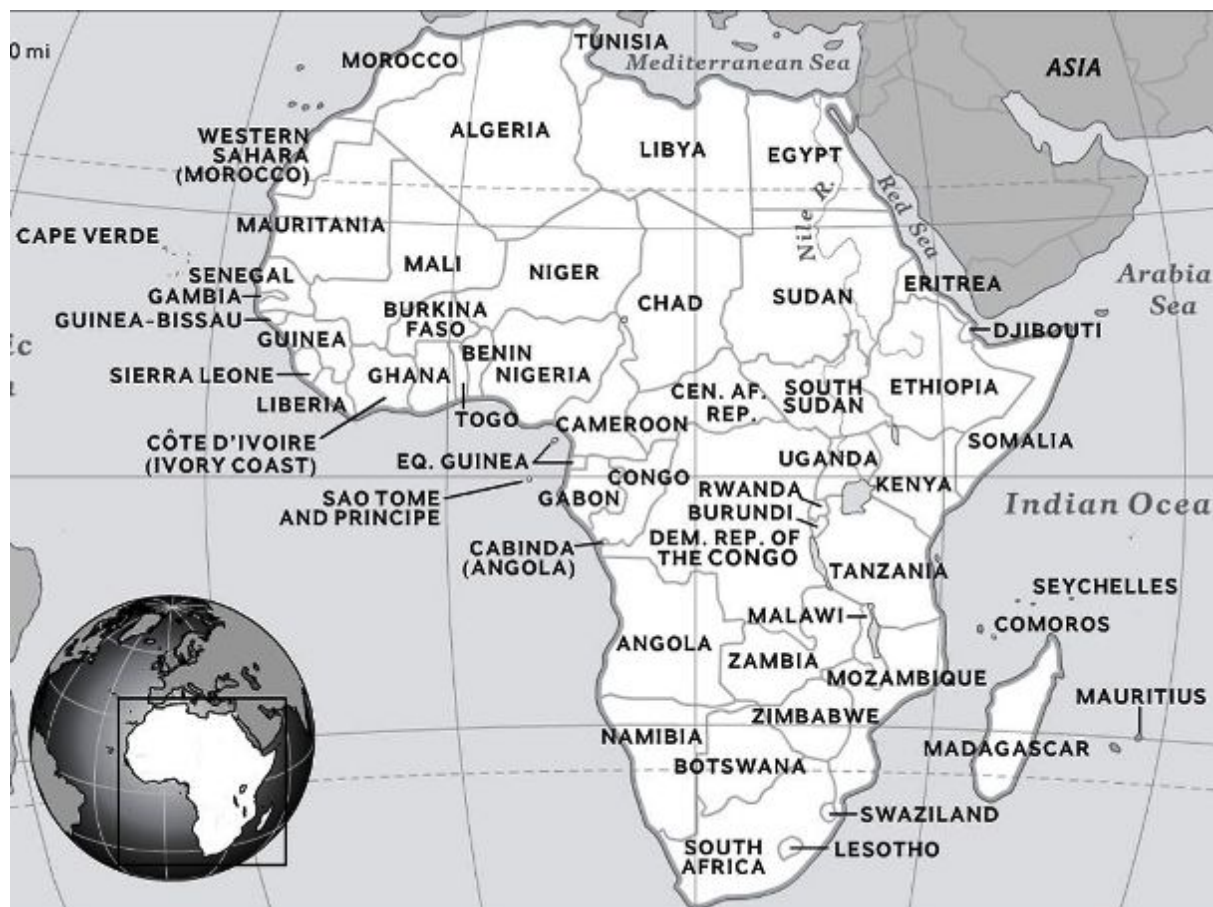 0 mi
MOROCCO
TUNISIA
Mediterranean Sea
ASIA
ALGERIA
LIBYA
EGYPT
WESTERN
SAHARA
(MOROCCO)
Nile R.
Red Sea
MAURITANIA
CAPE VERDE
MALI
NIGER
CHAD
SUDAN
ERITREA
Arabia
Sea
SENEGAL
GAMBIA
GUINEA-BISSAU
BURKINA
FASO
DJIBOUTI
GUINEA
BENIN
NIGERIA
SIERRA LEONE
GHANA
CEN. AF.
REP.
SOUTH
SUDAN
ETHIOPIA
LIBERIA
TOGO
CAMEROON
CÔTE D'IVOIRE
(IVORY COAST)
SOMALIA
EQ. GUINEA
CONGO
UGANDA
KENYA
SAO TOME
AND PRINCIPE
GABON
RWANDA
BURUNDI
Indian Ocea
CABINDA
(ANGOLA)
DEM. REP. OF
THE CONGO
TANZANIA
SEYCHELLES
MALAWI
COMOROS
ANGOLA
ZAMBIA
MOZAMBIQUE
MAURITIUS
ZIMBABWE
NAMIBIA
MADAGASCAR
BOTSWANA
SWAZILAND
SOUTH
AFRICA
LESOTHO